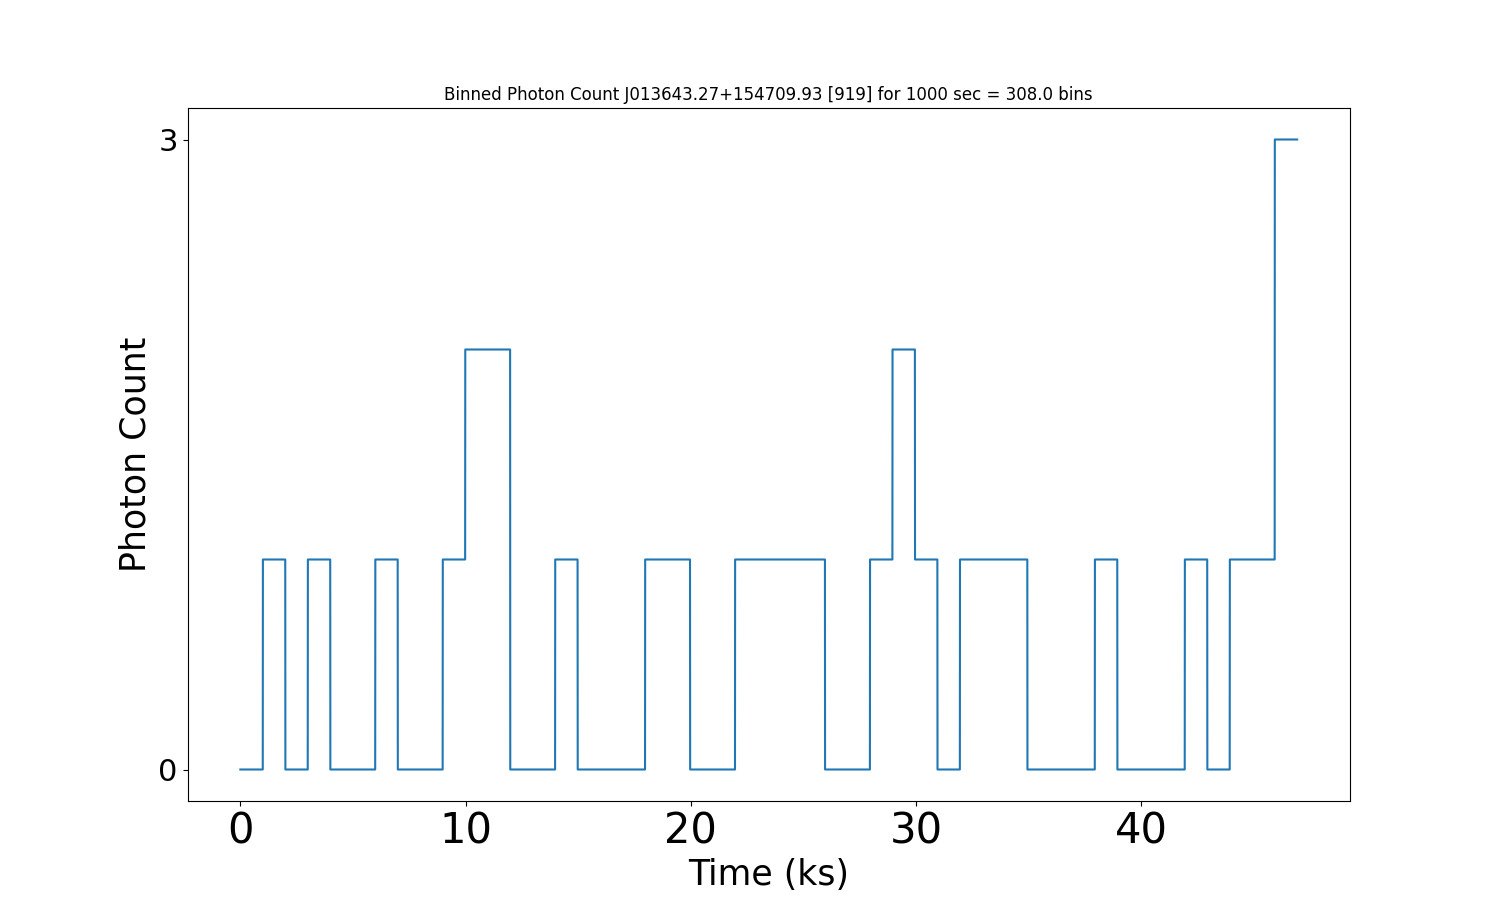 Binned Photon Count J013643.27+154709.93 [919] for 1000 sec = 308.0 bins
3
Photon Count
0
0 10 20 30 40
Time (ks)